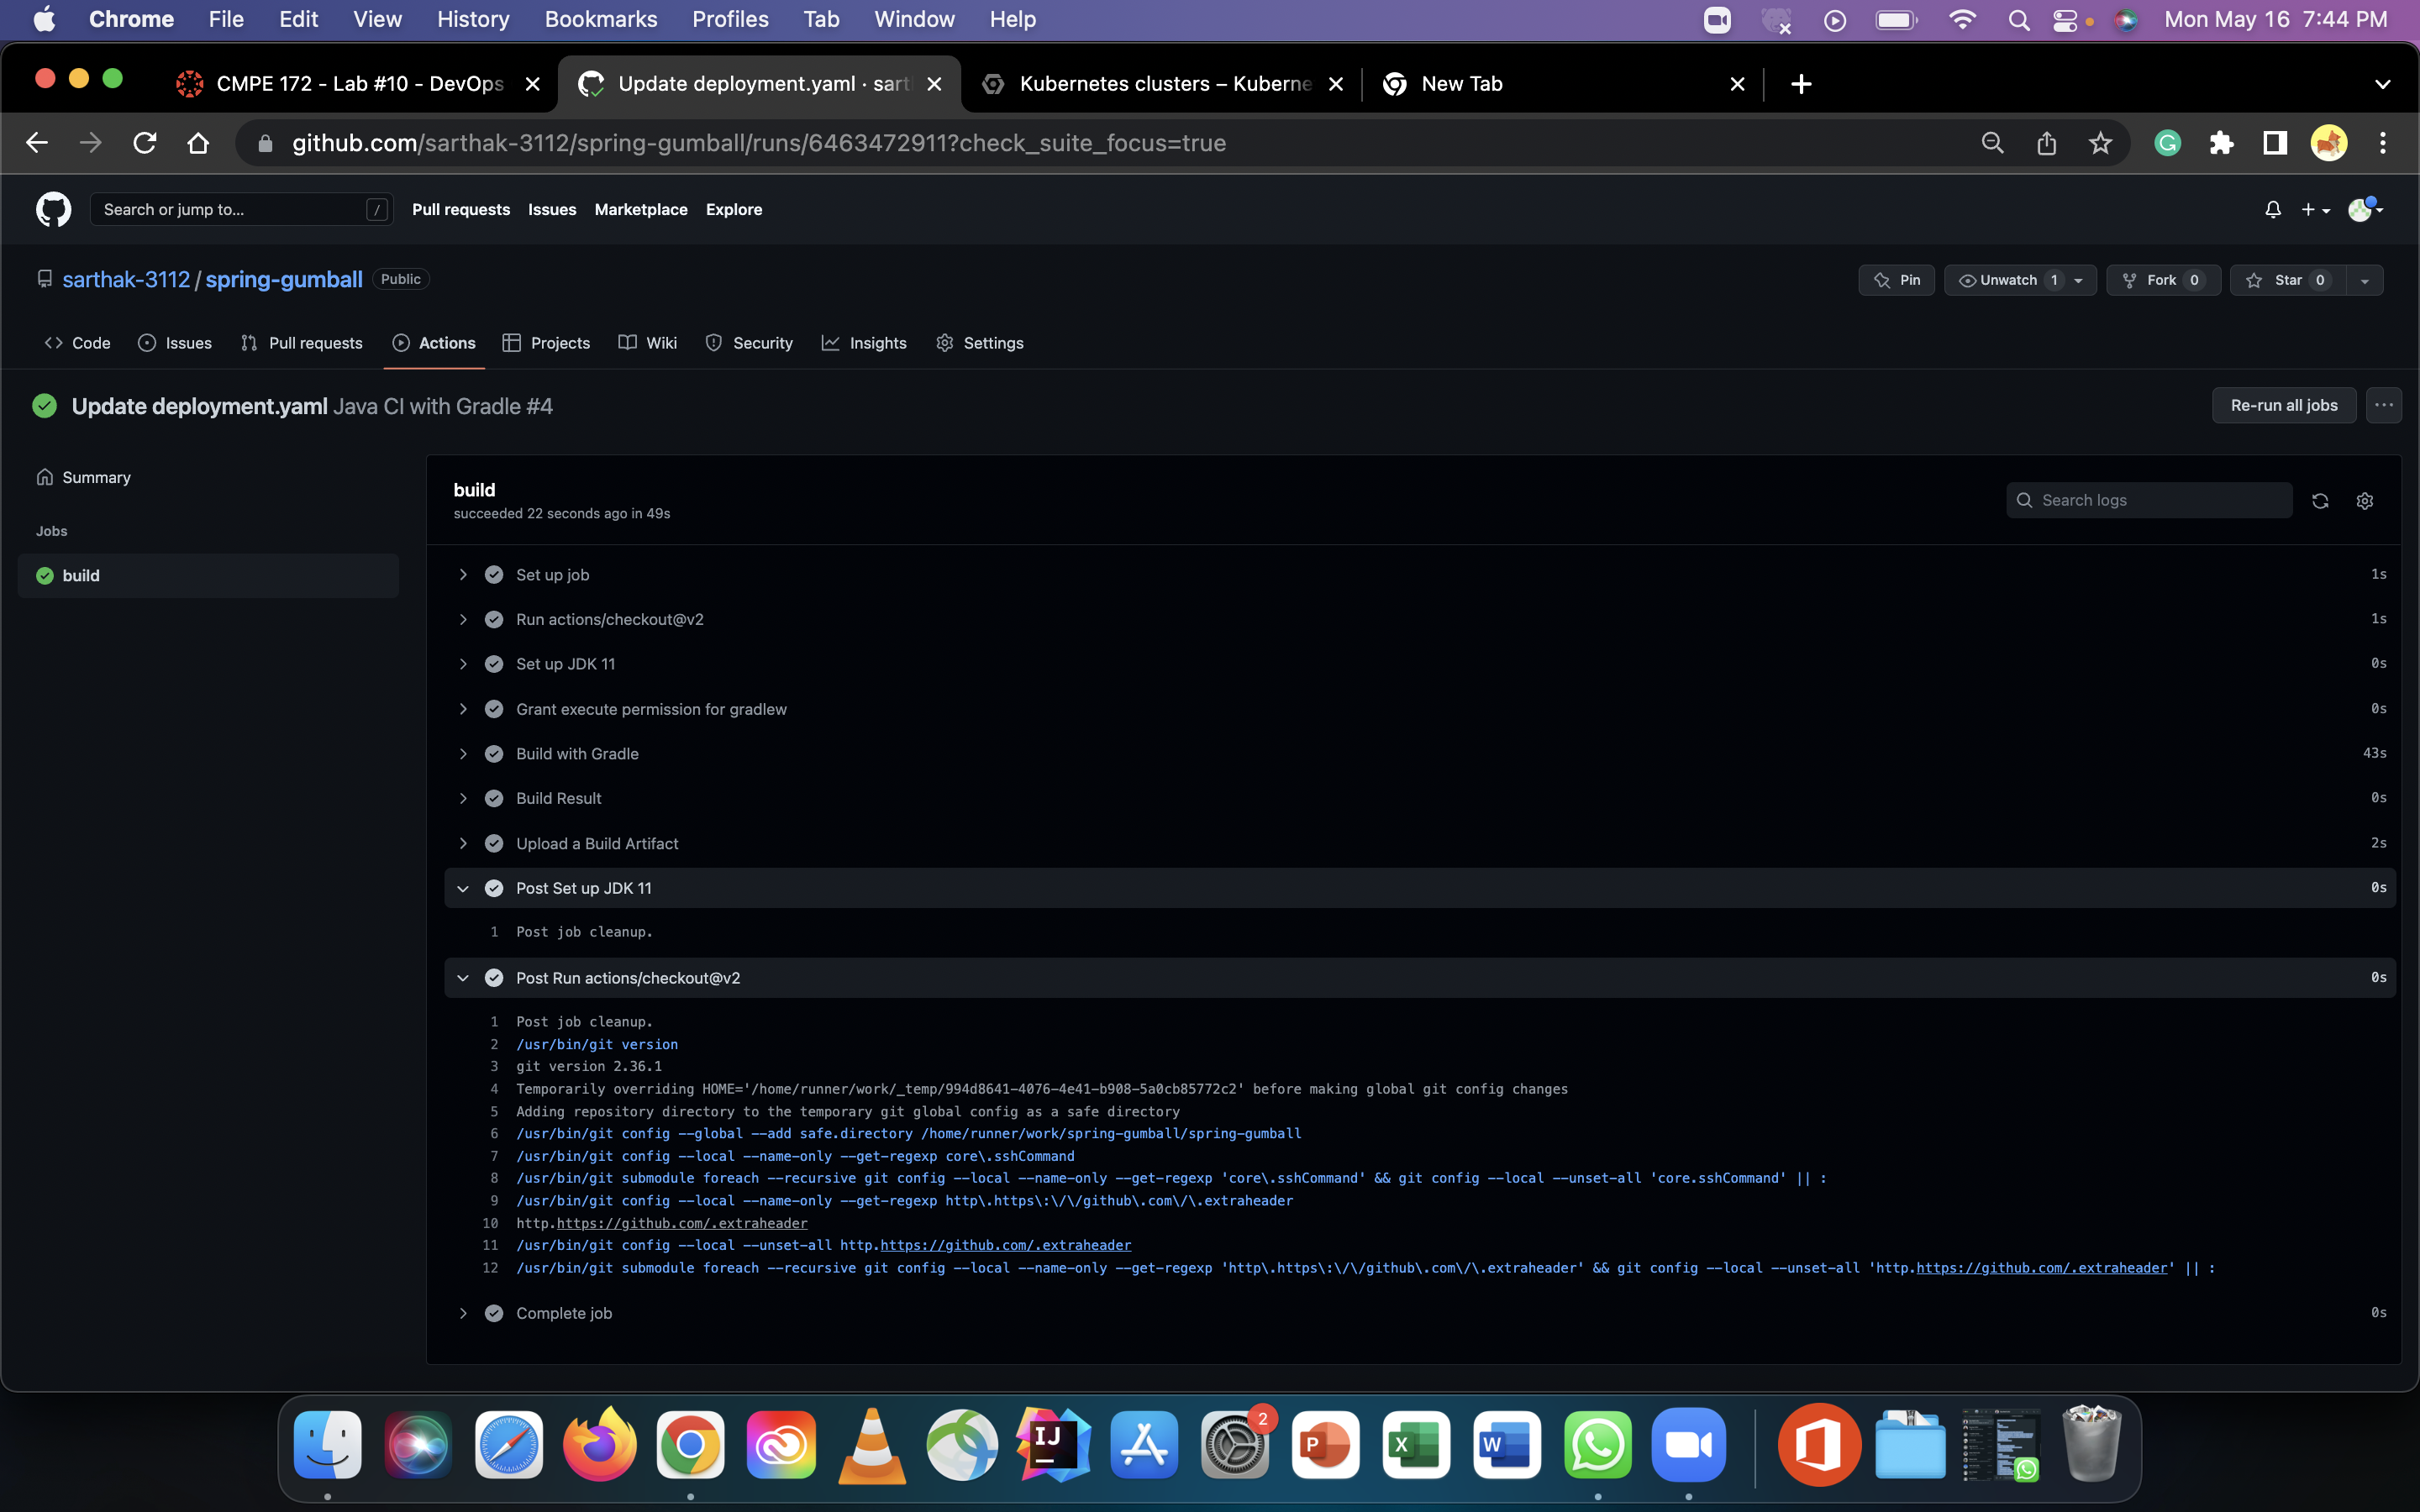 Chrome File Edit View History Bookmarks Profiles Tab Window Help Mon May 16 7:44 PM
CMPE 172 - Lab #10 - DevOps Update deployment.yaml · sart Kubernetes clusters – Kuberne New Tab
github.com/sarthak-3112/spring-gumball/runs/6463472911?check_suite_focus=true
Search or jump to... / Pull requests Issues Marketplace Explore
sarthak-3112 / spring-gumball Public Pin Unwatch 1 Fork 0 Star 0
Code Issues Pull requests Actions Projects Wiki Security Insights Settings
Update deployment.yaml Java CI with Gradle #4 Re-run all jobs
Summary
Jobs
build
build
succeeded 22 seconds ago in 49s
Search logs
Set up job 1s
Run actions/checkout@v2 1s
Set up JDK 11 0s
Grant execute permission for gradlew 0s
Build with Gradle 43s
Build Result 0s
Upload a Build Artifact 2s
Post Set up JDK 11 0s
1 Post job cleanup.
Post Run actions/checkout@v2 0s
1 Post job cleanup.
2 /usr/bin/git version
3 git version 2.36.1
4 Temporarily overriding HOME='/home/runner/work/_temp/994d8641-4076-4e41-b908-5a0cb85772c2' before making global git config changes
5 Adding repository directory to the temporary git global config as a safe directory
6 /usr/bin/git config --global --add safe.directory /home/runner/work/spring-gumball/spring-gumball
7 /usr/bin/git config --local --name-only --get-regexp core\.sshCommand
8 /usr/bin/git submodule foreach --recursive git config --local --name-only --get-regexp 'core\.sshCommand' && git config --local --unset-all 'core.sshCommand' || :
9 /usr/bin/git config --local --name-only --get-regexp http\.https\:\/\/github\.com\/\.extraheader
10 http.https://github.com/.extraheader
11 /usr/bin/git config --local --unset-all http.https://github.com/.extraheader
12 /usr/bin/git submodule foreach --recursive git config --local --name-only --get-regexp 'http\.https\:\/\/github\.com\/\.extraheader' && git config --local --unset-all 'http.https://github.com/.extraheader' || :
Complete job 0s
IJ 2 P X W